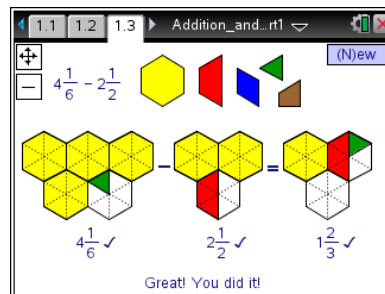 1.1 1.2 1.3 Addition_and...rt1
(N)ew
4 1/6 - 2 1/2
- =
4 1/6 ✓ 2 1/2 ✓ 1 2/3 ✓
Great! You did it!